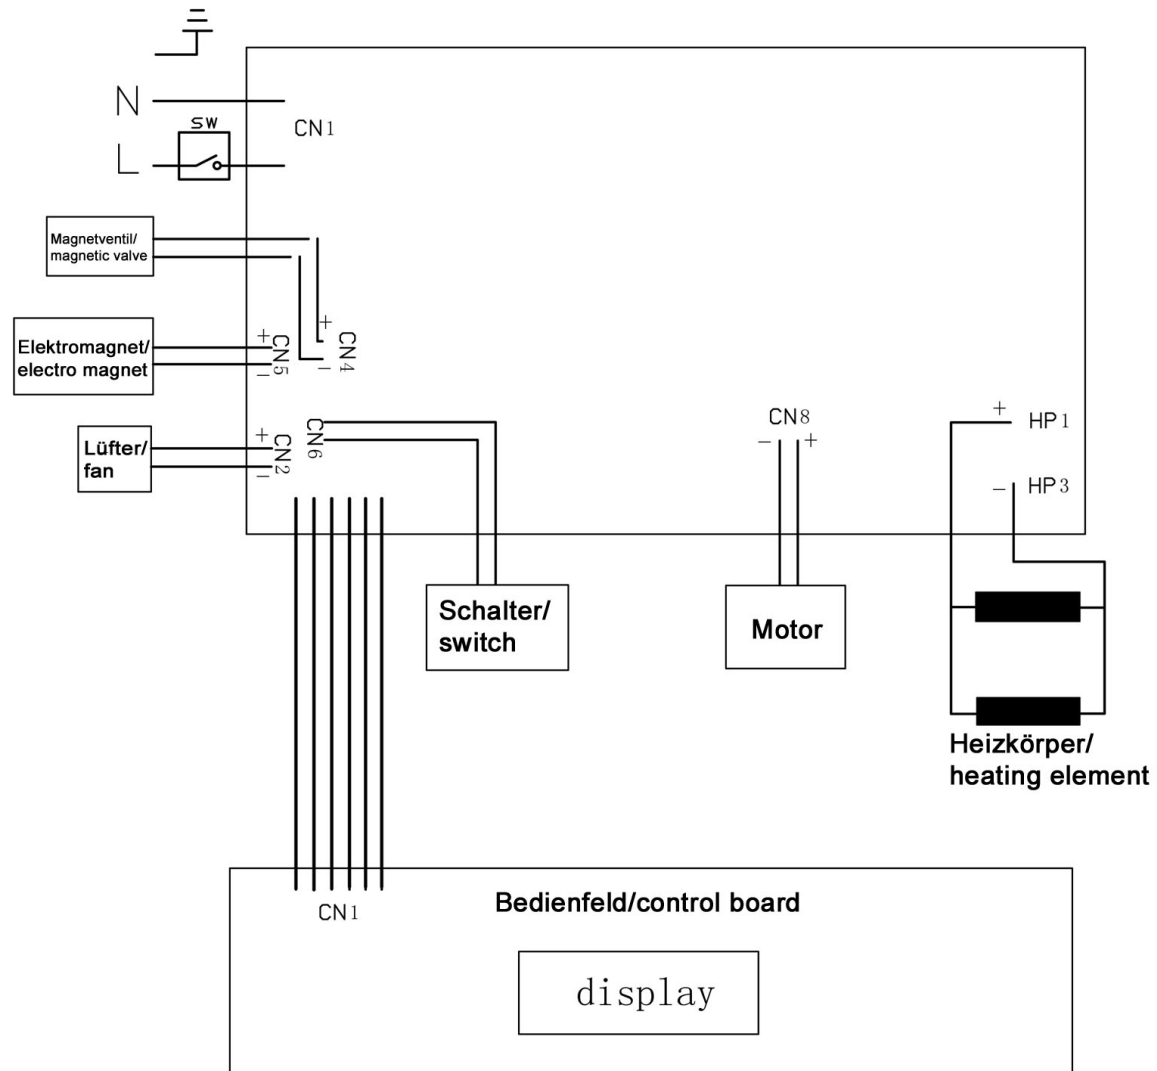 N
SW
CN1
L
Magnetventil/
magnetic valve
+
CN4
-
Elektromagnet/
electro magnet
+
CN5
-
Lüfter/
fan
+
CN2
-
CN6
CN8
-
+
+
HP1
-
HP3
Schalter/
switch
Motor
Heizkörper/
heating element
CN1
Bedienfeld/control board
display